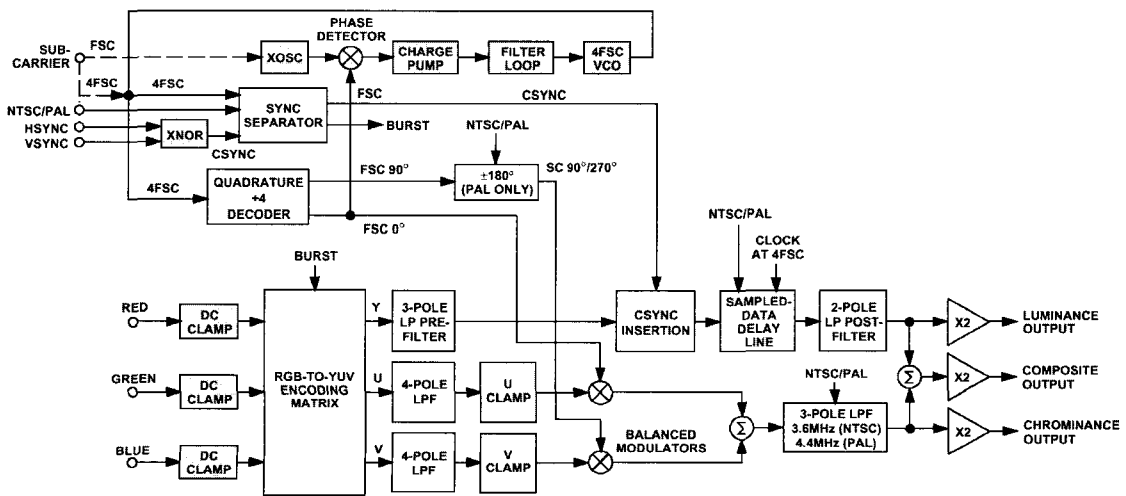 SUB-
CARRIER
FSC
4FSC
NTSC/PAL
HSYNC
VSYNC
XNOR
CSYNC
4FSC
SYNC
SEPARATOR
BURST
XOSC
PHASE
DETECTOR
CHARGE
PUMP
FILTER
LOOP
4FSC
VCO
FSC
CSYNC
4FSC
QUADRATURE
+4
DECODER
FSC 90°
FSC 0°
NTSC/PAL
±180°
(PAL ONLY)
SC 90°/270°
NTSC/PAL
CLOCK
AT 4FSC
BURST
RED
DC
CLAMP
GREEN
DC
CLAMP
BLUE
DC
CLAMP
RGB-TO-YUV
ENCODING
MATRIX
Y
3-POLE
LP PRE-
FILTER
U
4-POLE
LPF
U
CLAMP
V
4-POLE
LPF
V
CLAMP
BALANCED
MODULATORS
CSYNC
INSERTION
SAMPLED-
DATA
DELAY
LINE
2-POLE
LP POST-
FILTER
NTSC/PAL
Σ
3-POLE LPF
3.6MHz (NTSC)
4.4MHz (PAL)
Σ
X2
LUMINANCE
OUTPUT
X2
COMPOSITE
OUTPUT
X2
CHROMINANCE
OUTPUT